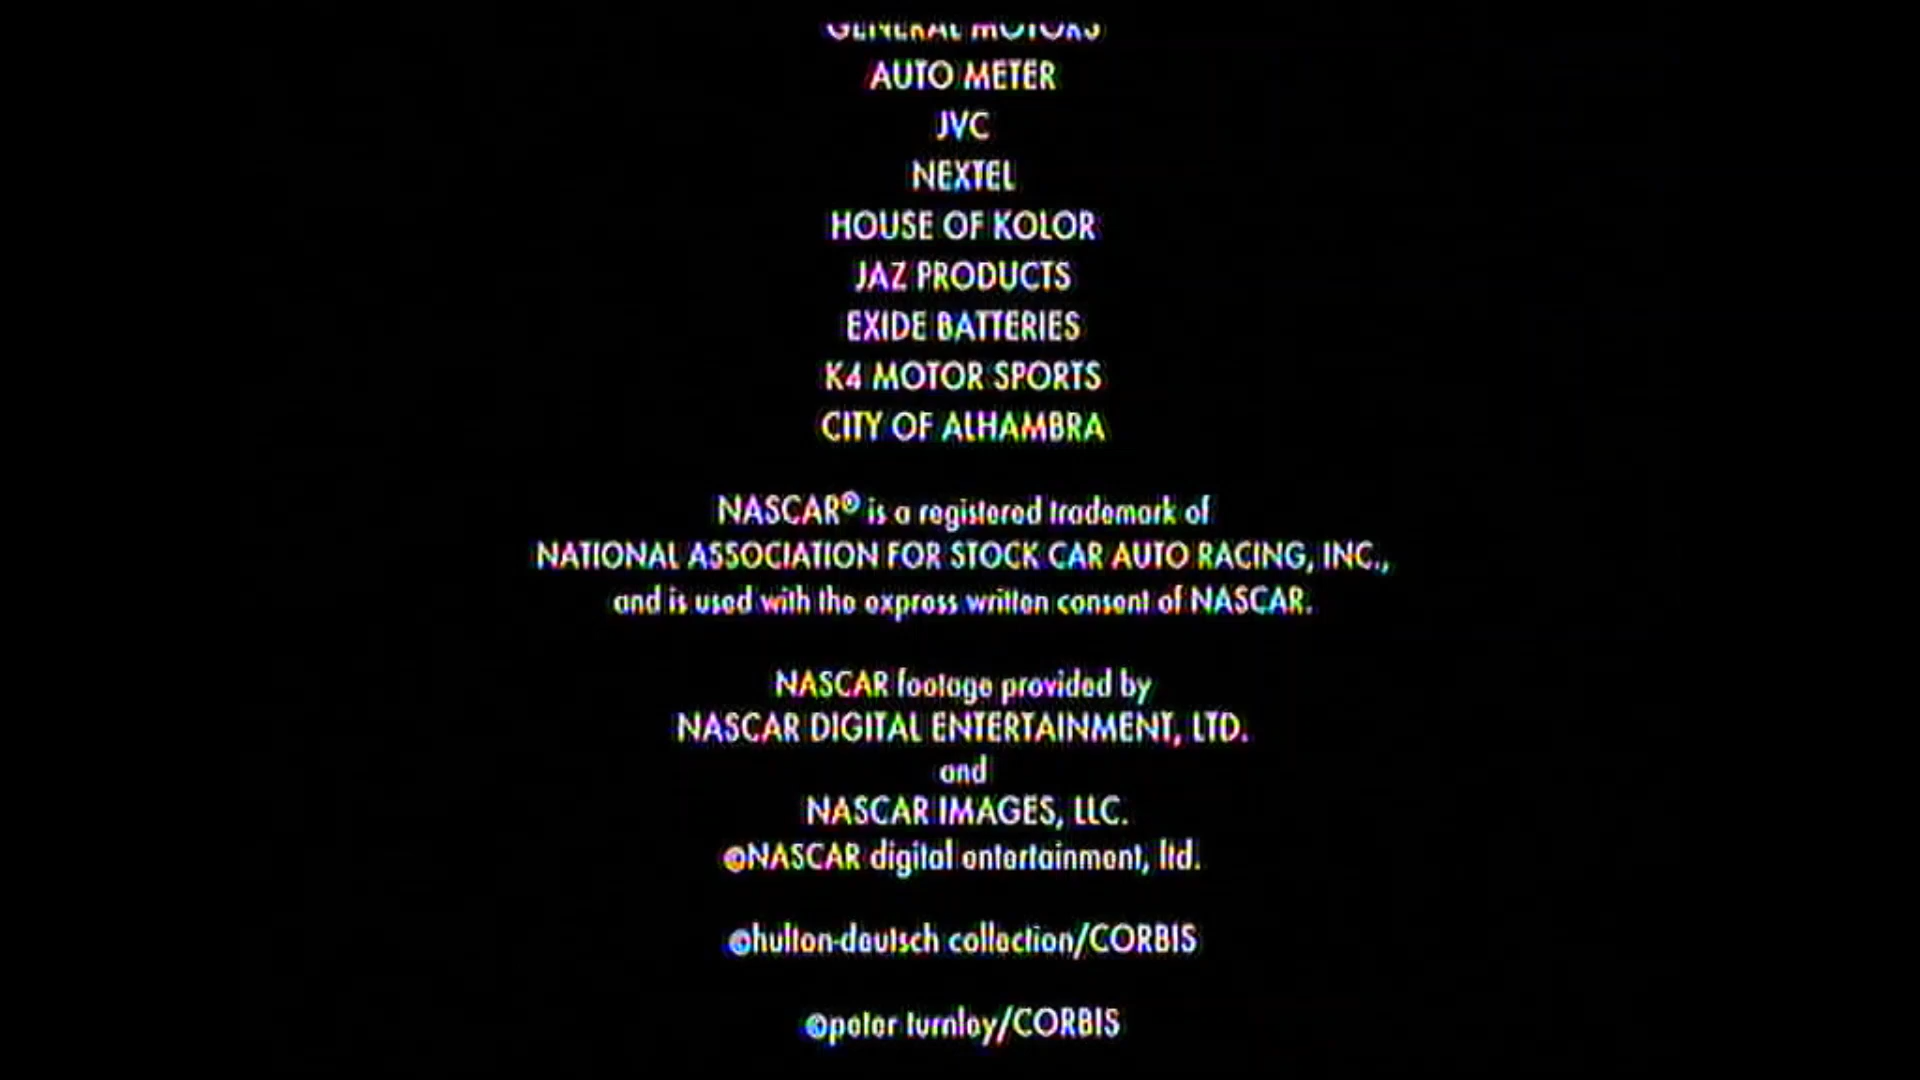 GENERAL MOTORS
AUTO METER
JVC
NEXTEL
HOUSE OF KOLOR
JAZ PRODUCTS
EXIDE BATTERIES
K4 MOTOR SPORTS
CITY OF ALHAMBRA
NASCAR® is a registered trademark of
NATIONAL ASSOCIATION FOR STOCK CAR AUTO RACING, INC.,
and is used with the express written consent of NASCAR.
NASCAR footage provided by
NASCAR DIGITAL ENTERTAINMENT, LTD.
and
NASCAR IMAGES, LLC.
©NASCAR digital entertainment, ltd.
©hulton-deutsch collection/CORBIS
©peter turnley/CORBIS